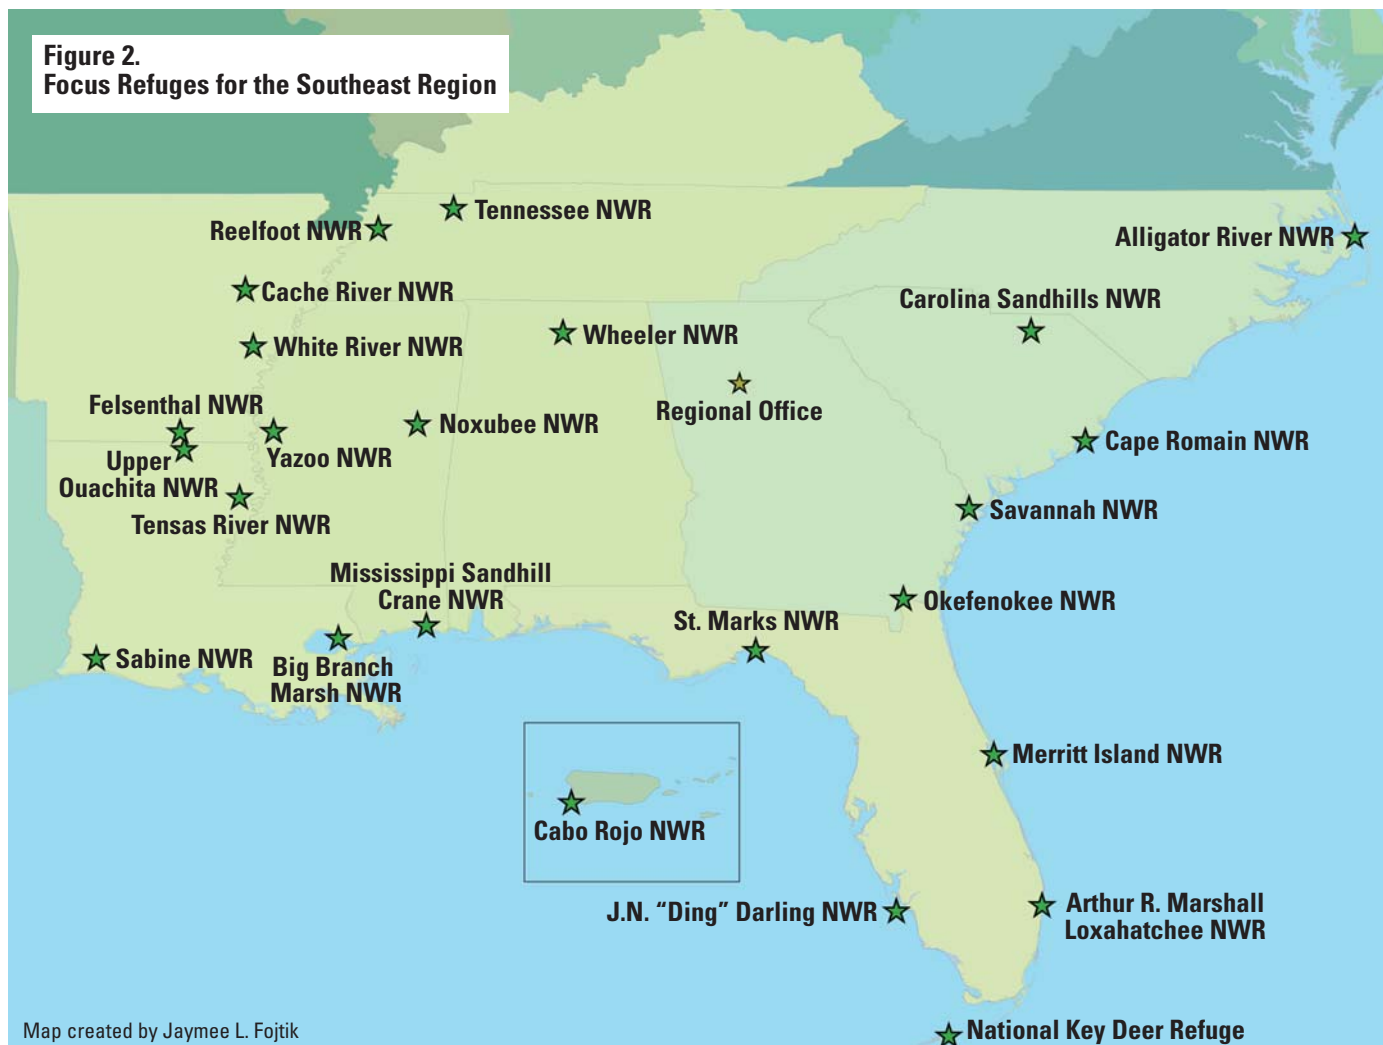 Figure 2.
Focus Refuges for the Southeast Region
Tennessee NWR
Reelfoot NWR
Alligator River NWR
Cache River NWR
Carolina Sandhills NWR
Wheeler NWR
White River NWR
Regional Office
Felsenthal NWR
Noxubee NWR
Cape Romain NWR
Upper
Ouachita NWR
Yazoo NWR
Tensas River NWR
Savannah NWR
Mississippi Sandhill
Crane NWR
Okefenokee NWR
St. Marks NWR
Sabine NWR
Big Branch
Marsh NWR
Merritt Island NWR
Cabo Rojo NWR
J.N. “Ding” Darling NWR
Arthur R. Marshall
Loxahatchee NWR
National Key Deer Refuge
Map created by Jaymee L. Fojtik